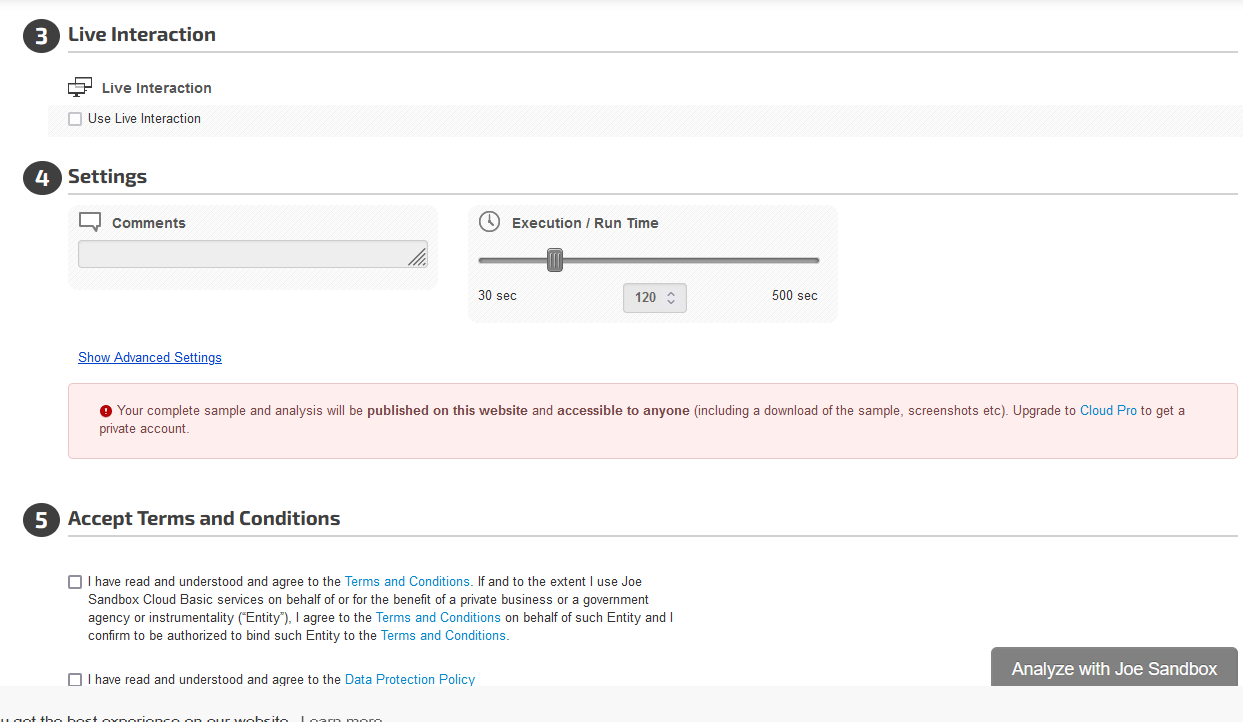 3 Live Interaction
Live Interaction
Use Live Interaction
4 Settings
Comments
Execution / Run Time
30 sec
120
500 sec
Show Advanced Settings
Your complete sample and analysis will be published on this website and accessible to anyone (including a download of the sample, screenshots etc). Upgrade to Cloud Pro to get a
private account.
5 Accept Terms and Conditions
I have read and understood and agree to the Terms and Conditions. If and to the extent I use Joe
Sandbox Cloud Basic services on behalf of or for the benefit of a private business or a government
agency or instrumentality (“Entity”), I agree to the Terms and Conditions on behalf of such Entity and I
confirm to be authorized to bind such Entity to the Terms and Conditions.
I have read and understood and agree to the Data Protection Policy
Analyze with Joe Sandbox
u get the best experience on our website. Learn more